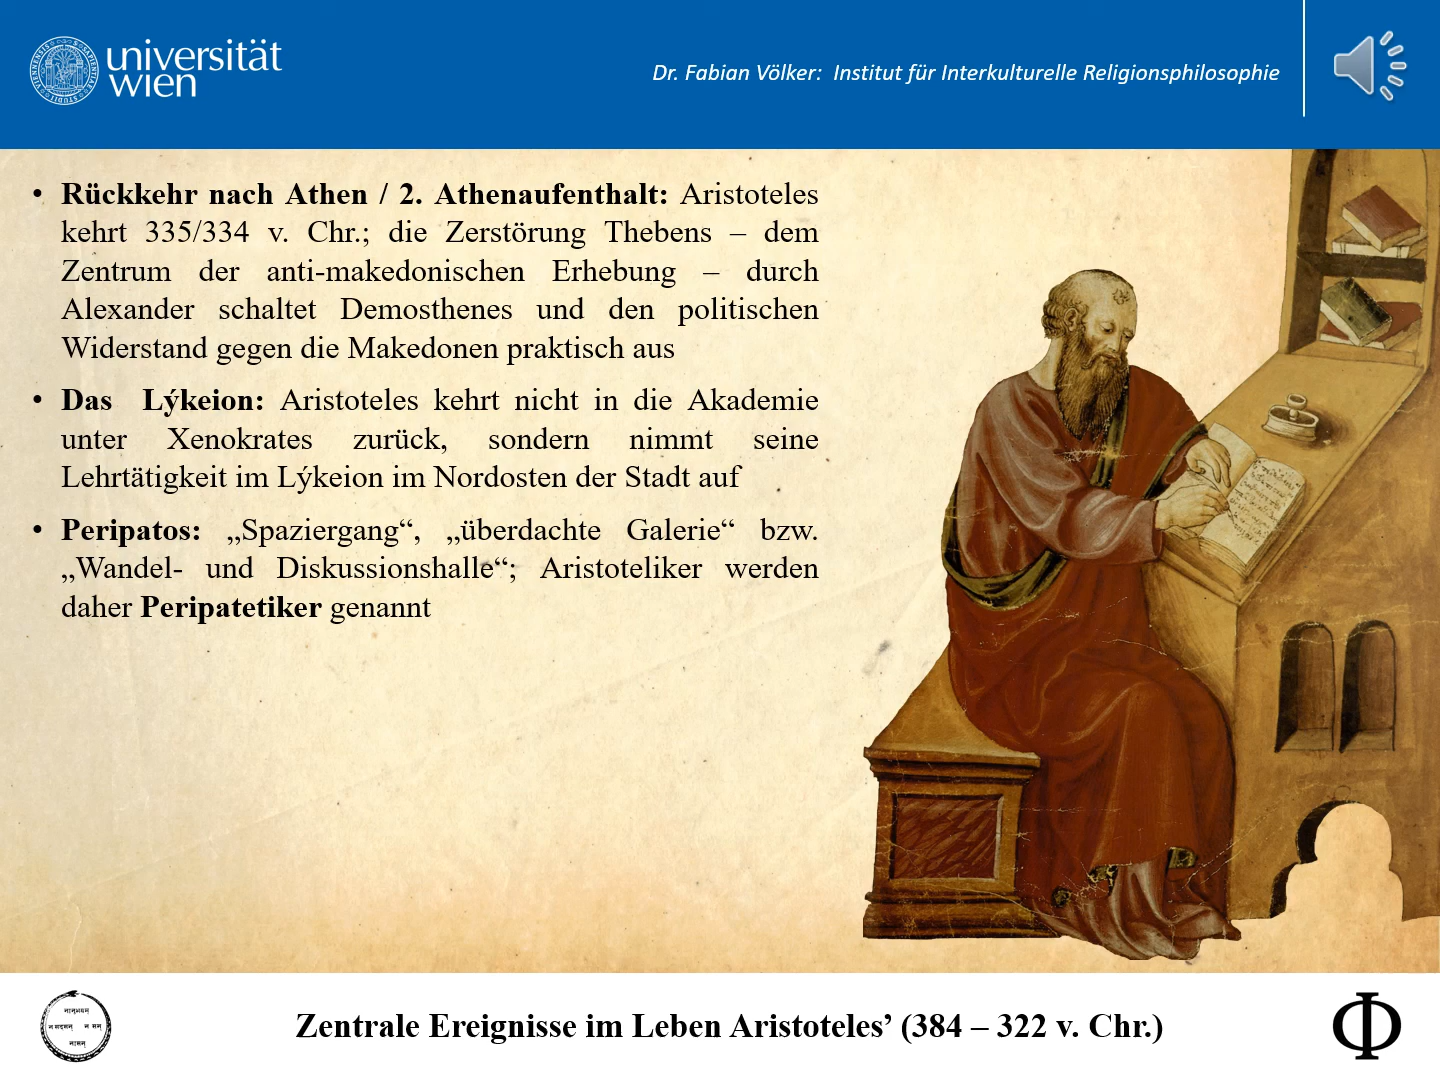 universität
wien
Dr. Fabian Völker: Institut für Interkulturelle Religionsphilosophie
• Rückkehr nach Athen / 2. Athenaufenthalt: Aristoteles
kehrt 335/334 v. Chr.; die Zerstörung Thebens – dem
Zentrum der anti-makedonischen Erhebung – durch
Alexander schaltet Demosthenes und den politischen
Widerstand gegen die Makedonen praktisch aus
• Das Lýkeion: Aristoteles kehrt nicht in die Akademie
unter Xenokrates zurück, sondern nimmt seine
Lehrtätigkeit im Lýkeion im Nordosten der Stadt auf
• Peripatos: „Spaziergang“, „überdachte Galerie“ bzw.
„Wandel- und Diskussionshalle“; Aristoteliker werden
daher Peripatetiker genannt
Zentrale Ereignisse im Leben Aristoteles’ (384 – 322 v. Chr.)
Φ